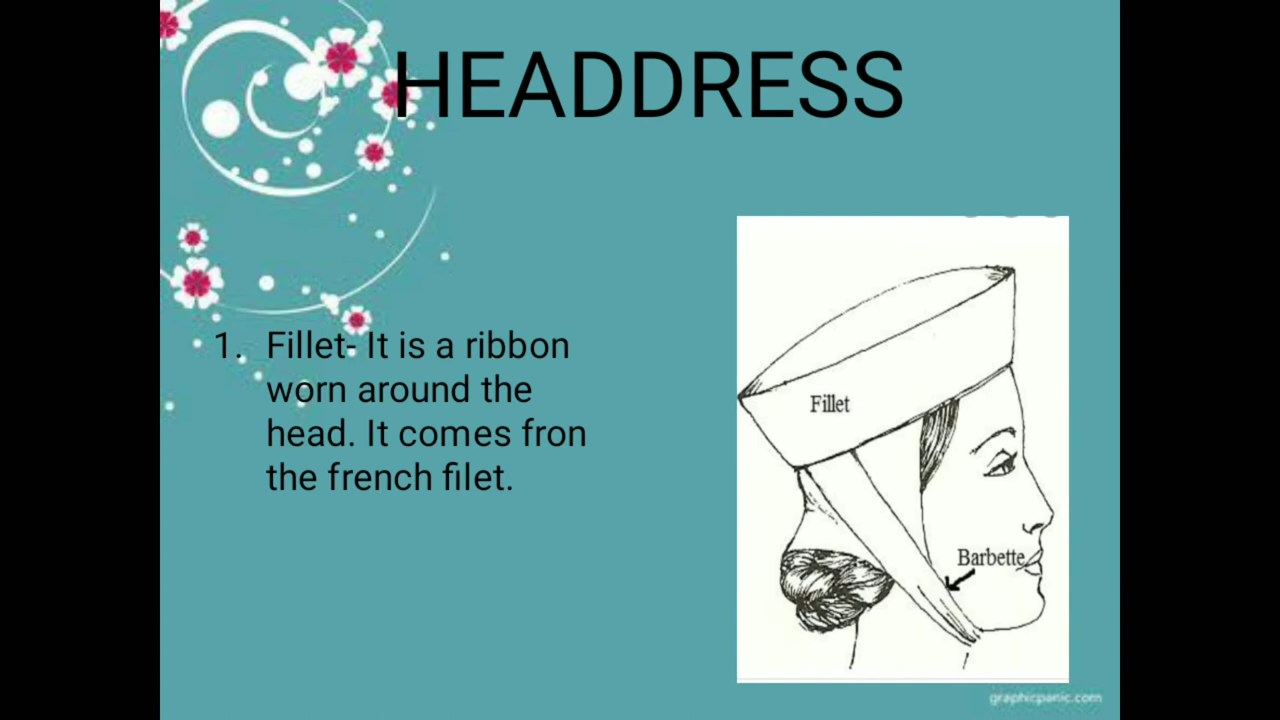 HEADDRESS
1. Fillet- It is a ribbon
worn around the
head. It comes fron
the french filet.
Fillet
Barbette
graphicpanic.com